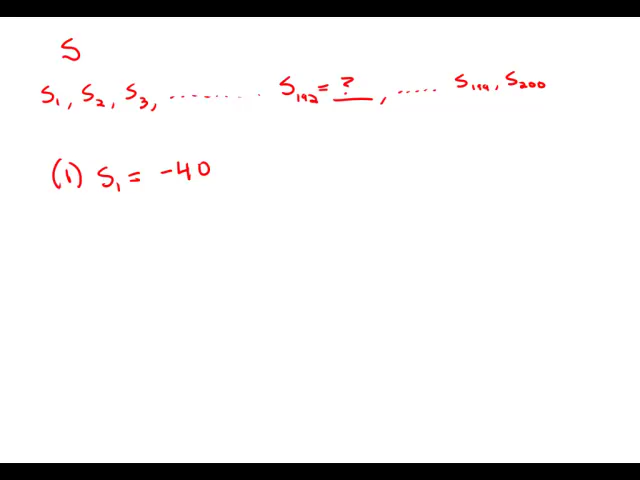 S
S₁, S₂, S₃, ......... S₁₉₂ = ?, ..... S₁₉₉, S₂₀₀
(1) S₁ = -40